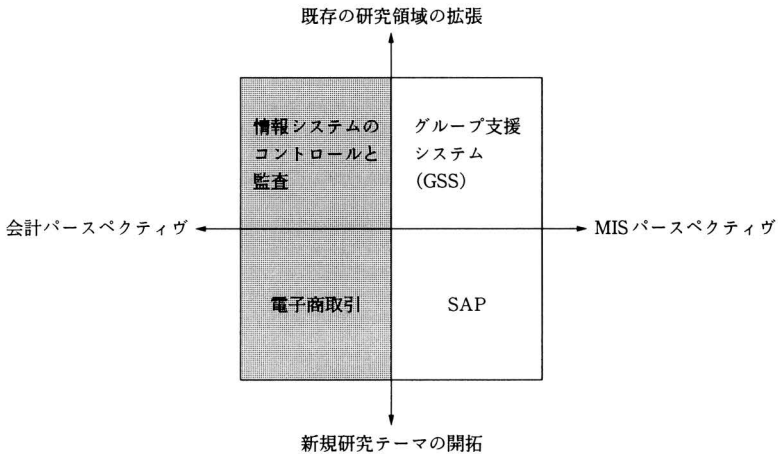 既存の研究領域の拡張
情報システムの
コントロールと
監査
グループ支援
システム
(GSS)
会計パースペクティヴ
MISパースペクティヴ
電子商取引
SAP
新規研究テーマの開拓